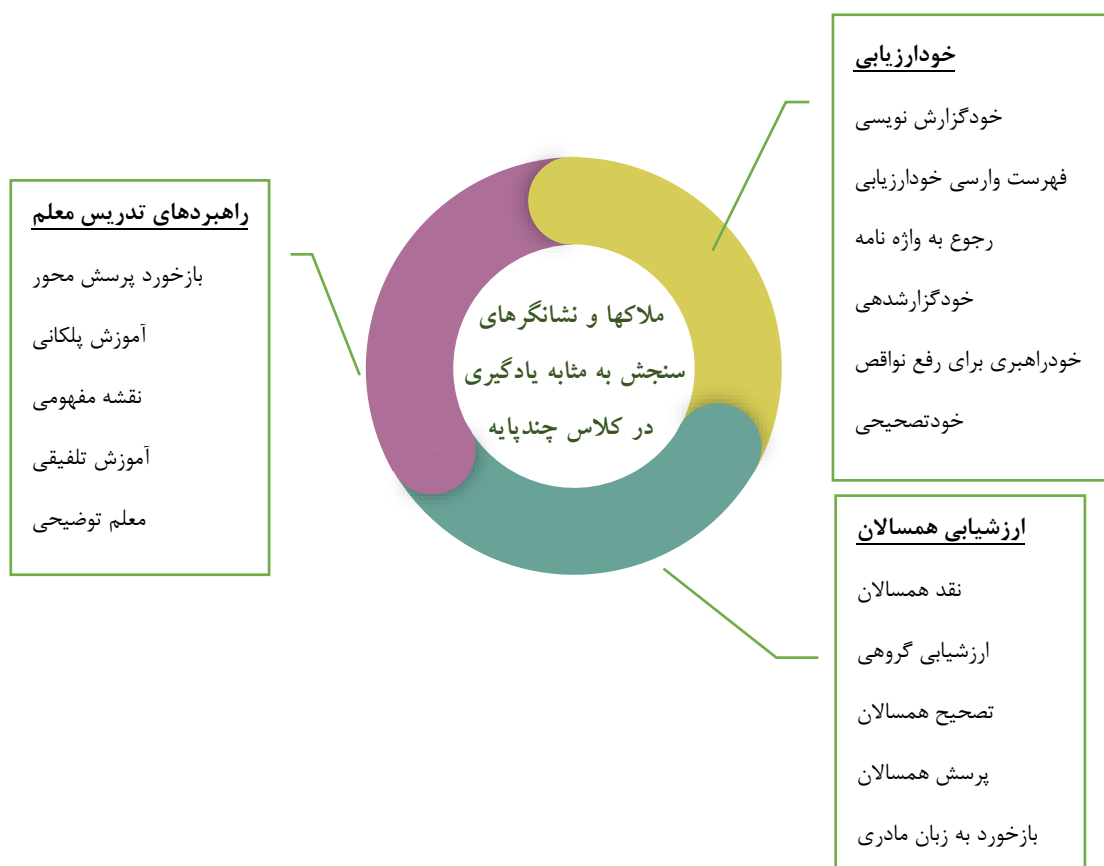 خودارزیابی
خودگزارش نویسی
فهرست وارسی خودارزیابی
رجوع به واژه نامه
خودگزارشدهی
خودراهبری برای رفع نواقص
خودتصحیحی
راهبردهای تدریس معلم
بازخورد پرسش محور
آموزش پلکانی
نقشه مفهومی
آموزش تلفیقی
معلم توضیحی
ملاکها و نشانگرهای
سنجش به مثابه یادگیری
در کلاس چندپایه
ارزشیابی همسالان
نقد همسالان
ارزشیابی گروهی
تصحیح همسالان
پرسش همسالان
بازخورد به زبان مادری